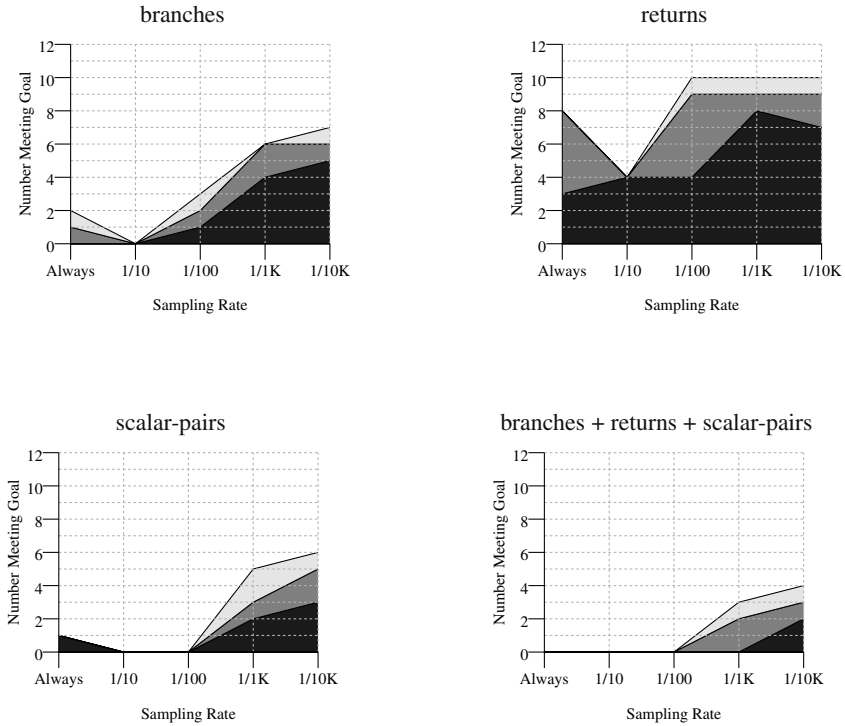 branches
12
10
8
6
4
2
0
Number Meeting Goal
Always 1/10 1/100 1/1K 1/10K
Sampling Rate
returns
12
10
8
6
4
2
0
Number Meeting Goal
Always 1/10 1/100 1/1K 1/10K
Sampling Rate
scalar-pairs
12
10
8
6
4
2
0
Number Meeting Goal
Always 1/10 1/100 1/1K 1/10K
Sampling Rate
branches + returns + scalar-pairs
12
10
8
6
4
2
0
Number Meeting Goal
Always 1/10 1/100 1/1K 1/10K
Sampling Rate